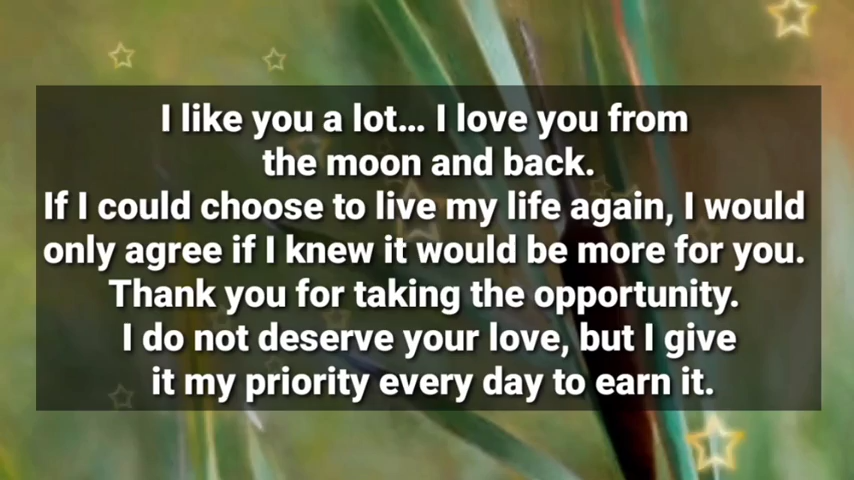 I like you a lot... I love you from
the moon and back.
If I could choose to live my life again, I would
only agree if I knew it would be more for you.
Thank you for taking the opportunity.
I do not deserve your love, but I give
it my priority every day to earn it.